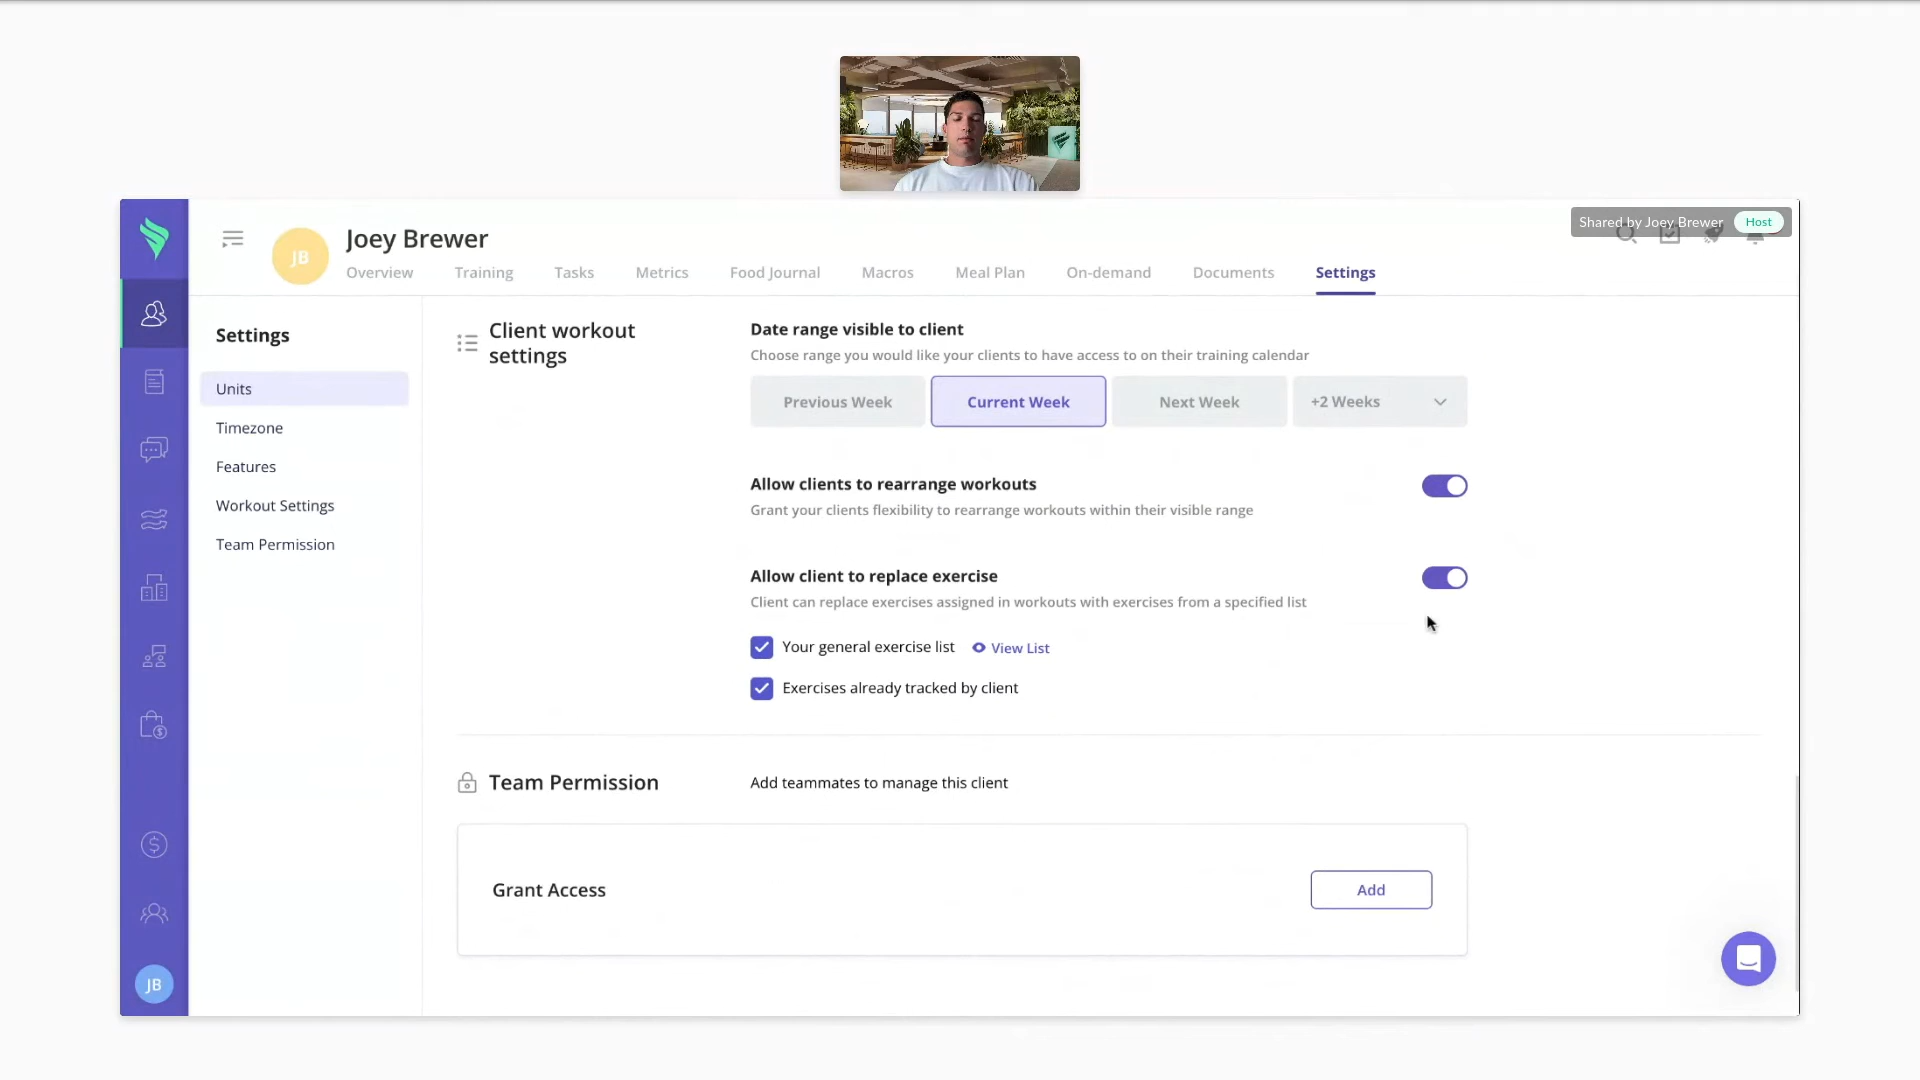 Shared by Joey Brewer Host
JB
Joey Brewer
Overview Training Tasks Metrics Food Journal Macros Meal Plan On-demand Documents Settings
Settings
Units
Timezone
Features
Workout Settings
Team Permission
Client workout
settings
Date range visible to client
Choose range you would like your clients to have access to on their training calendar
Previous Week Current Week Next Week +2 Weeks
Allow clients to rearrange workouts
Grant your clients flexibility to rearrange workouts within their visible range
Allow client to replace exercise
Client can replace exercises assigned in workouts with exercises from a specified list
Your general exercise list View List
Exercises already tracked by client
Team Permission
Add teammates to manage this client
Grant Access
Add
JB